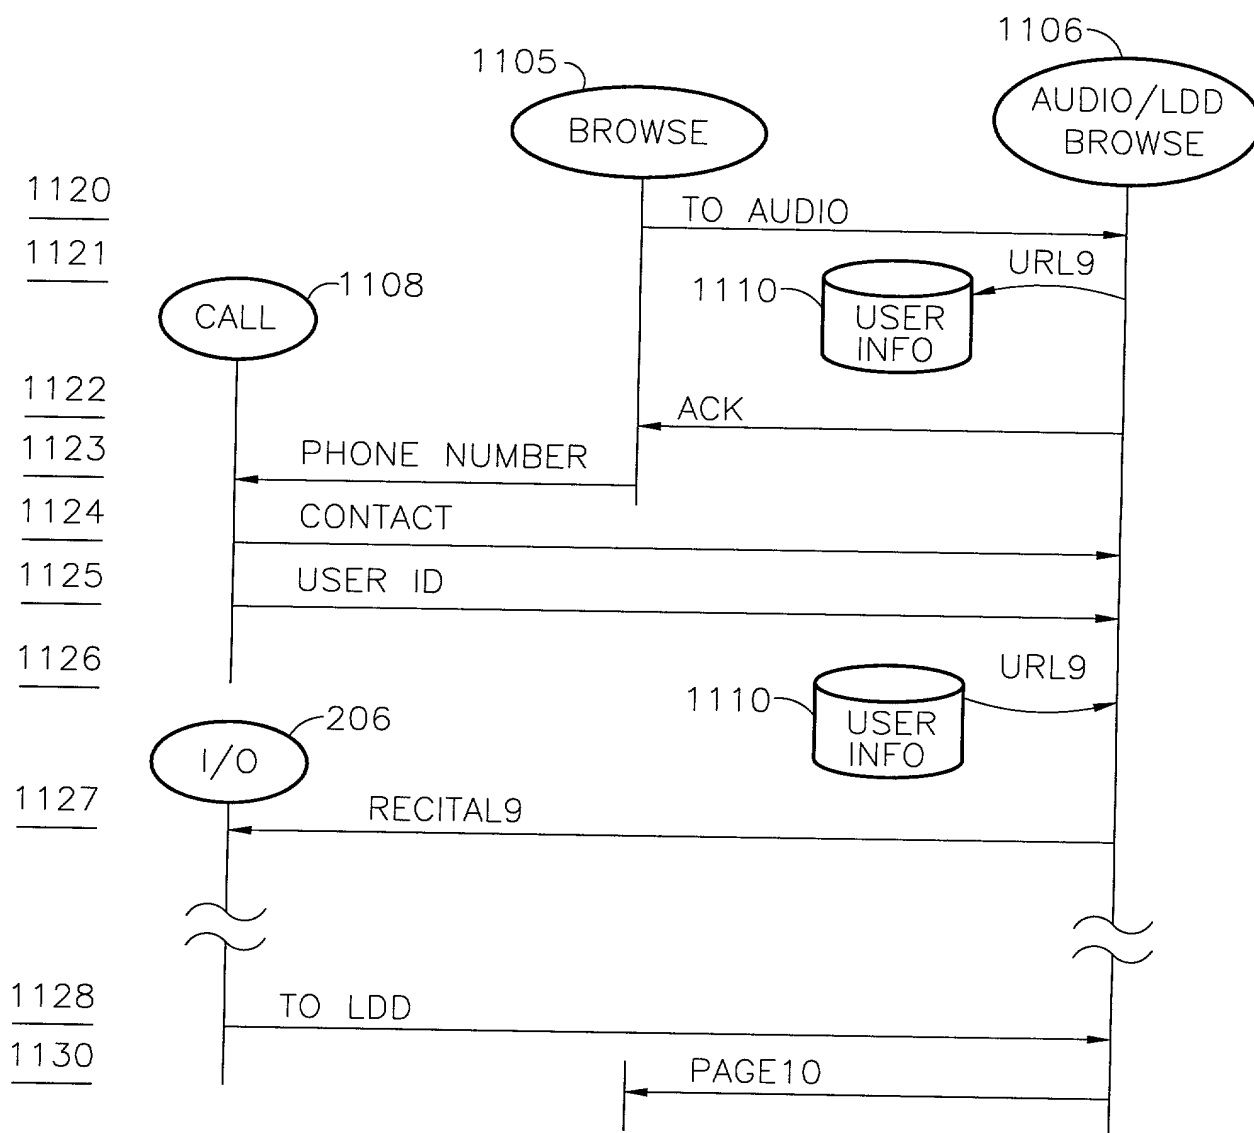 1106
1105
AUDIO/LDD
BROWSE
BROWSE
1120
TO AUDIO
1121
URL9
1108
1110
CALL
USER
INFO
1122
ACK
1123
PHONE NUMBER
1124
CONTACT
1125
USER ID
1126
URL9
1110
206
USER
INFO
I/O
1127
RECITAL9
1128
TO LDD
1130
PAGE10